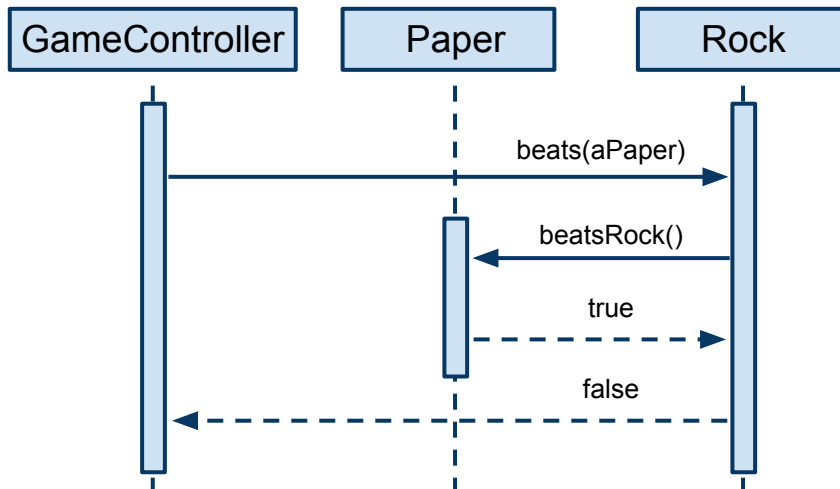 GameController
Paper
Rock
beats(aPaper)
beatsRock()
true
false